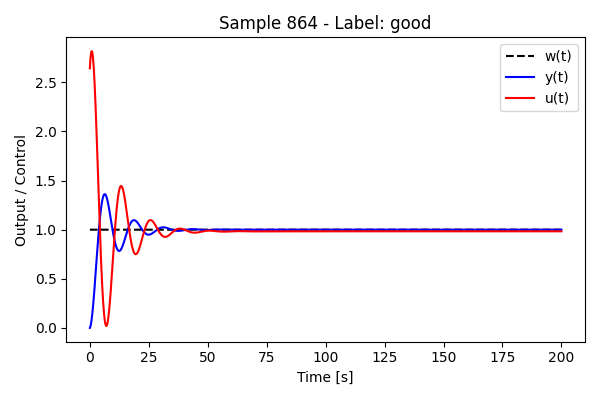 Sample 864 - Label: good
Output / Control
2.5
2.0
1.5
1.0
0.5
0.0
w(t)
y(t)
u(t)
0 25 50 75 100 125 150 175 200
Time [s]